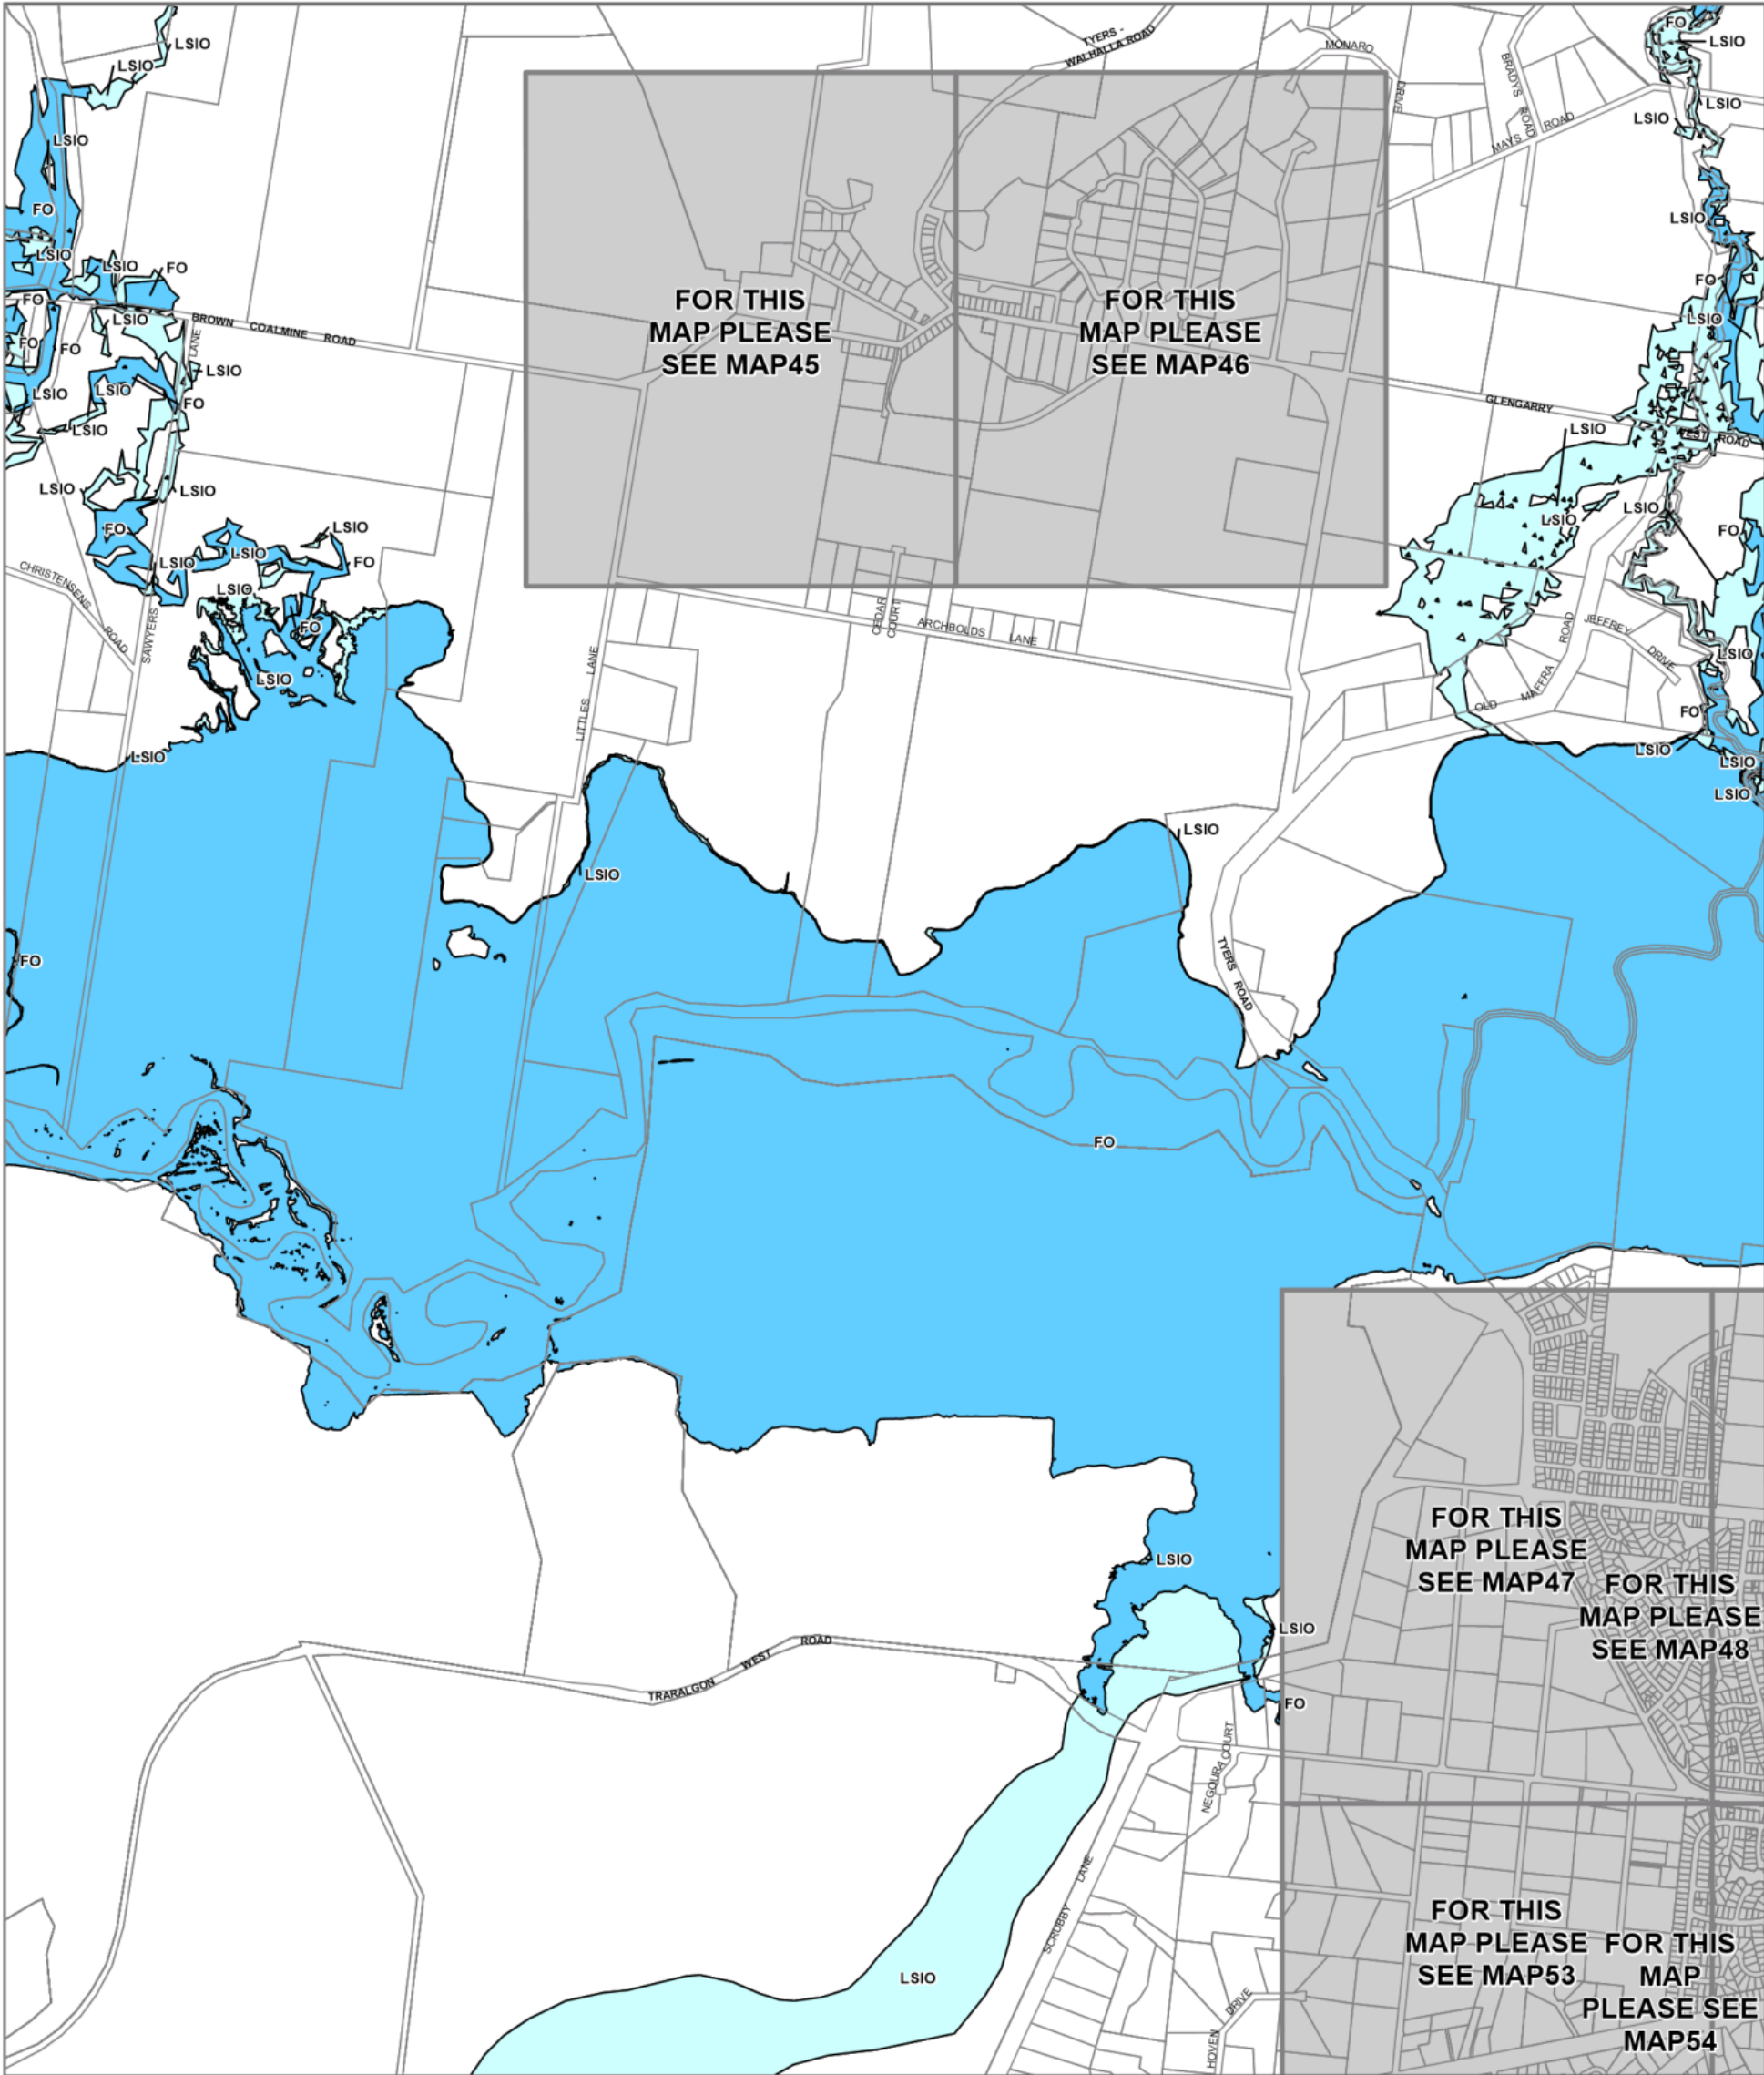 FO
LSIO
TYERS -
WALHALLA ROAD
MONARO
DRIVE
BRADYS ROAD
MAYS ROAD
LSIO
LSIO
LSIO
LSIO
LSIO
FO
LSIO
LSIO
LSIO
FO
FO
FO
LSIO
FOR THIS
MAP PLEASE
SEE MAP45
FOR THIS
MAP PLEASE
SEE MAP46
LSIO
BROWN COALMINE ROAD
LANE
FO
FO
LSIO
LSIO
LSIO
FO
GLENGARRY
WEST ROAD
LSIO
LSIO
LSIO
LSIO
LSIO
LSIO
FO
FO
LSIO
LSIO
LSIO
LSIO
FO
CHRISTENSENS
ROAD
SAWYERS
LSIO
FO
LSIO
CEDAR
COURT
ARCHBOLDS LANE
LITTLES LANE
JEFFREY
DRIVE
OLD MAFFRA ROAD
LSIO
FO
LSIO
LSIO
LSIO
LSIO
LSIO
LSIO
TYERS ROAD
FO
FO
FOR THIS
MAP PLEASE
SEE MAP47
FOR THIS
MAP PLEASE
SEE MAP48
LSIO
LSIO
TRARALGON WEST ROAD
FO
NEGOURA COURT
SCRUBBY LANE
FOR THIS
MAP PLEASE
SEE MAP53
FOR THIS
MAP
PLEASE SEE
MAP54
LSIO
HOVEN DRIVE